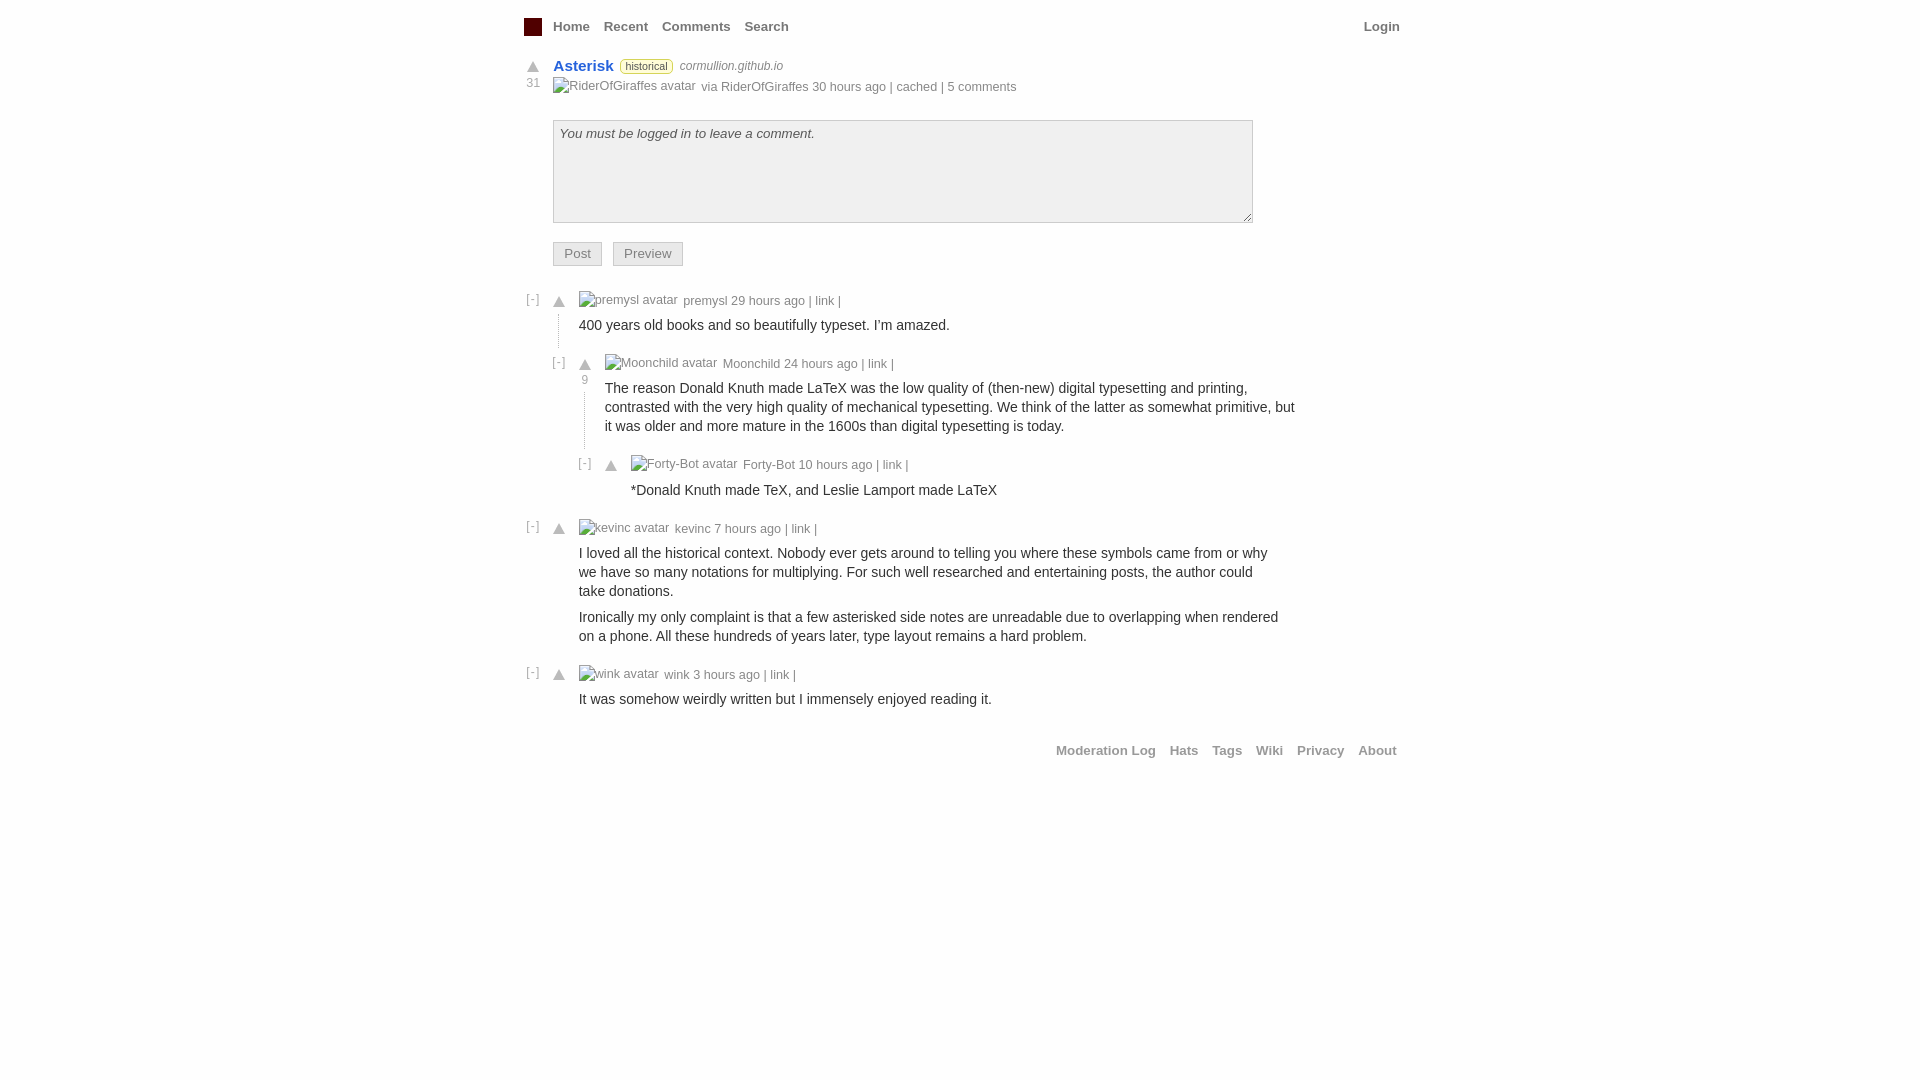 Home Recent Comments Search Login
Asterisk historical cormullion.github.io
31
RiderOfGiraffes avatar via RiderOfGiraffes 30 hours ago | cached | 5 comments
You must be logged in to leave a comment.
Post Preview
[-] premysl avatar premysl 29 hours ago | link |
400 years old books and so beautifully typeset. I’m amazed.
[-] Moonchild avatar Moonchild 24 hours ago | link |
9
The reason Donald Knuth made LaTeX was the low quality of (then-new) digital typesetting and printing,
contrasted with the very high quality of mechanical typesetting. We think of the latter as somewhat primitive, but
it was older and more mature in the 1600s than digital typesetting is today.
[-] Forty-Bot avatar Forty-Bot 10 hours ago | link |
*Donald Knuth made TeX, and Leslie Lamport made LaTeX
[-] kevinc avatar kevinc 7 hours ago | link |
I loved all the historical context. Nobody ever gets around to telling you where these symbols came from or why
we have so many notations for multiplying. For such well researched and entertaining posts, the author could
take donations.
Ironically my only complaint is that a few asterisked side notes are unreadable due to overlapping when rendered
on a phone. All these hundreds of years later, type layout remains a hard problem.
[-] wink avatar wink 3 hours ago | link |
It was somehow weirdly written but I immensely enjoyed reading it.
Moderation Log Hats Tags Wiki Privacy About